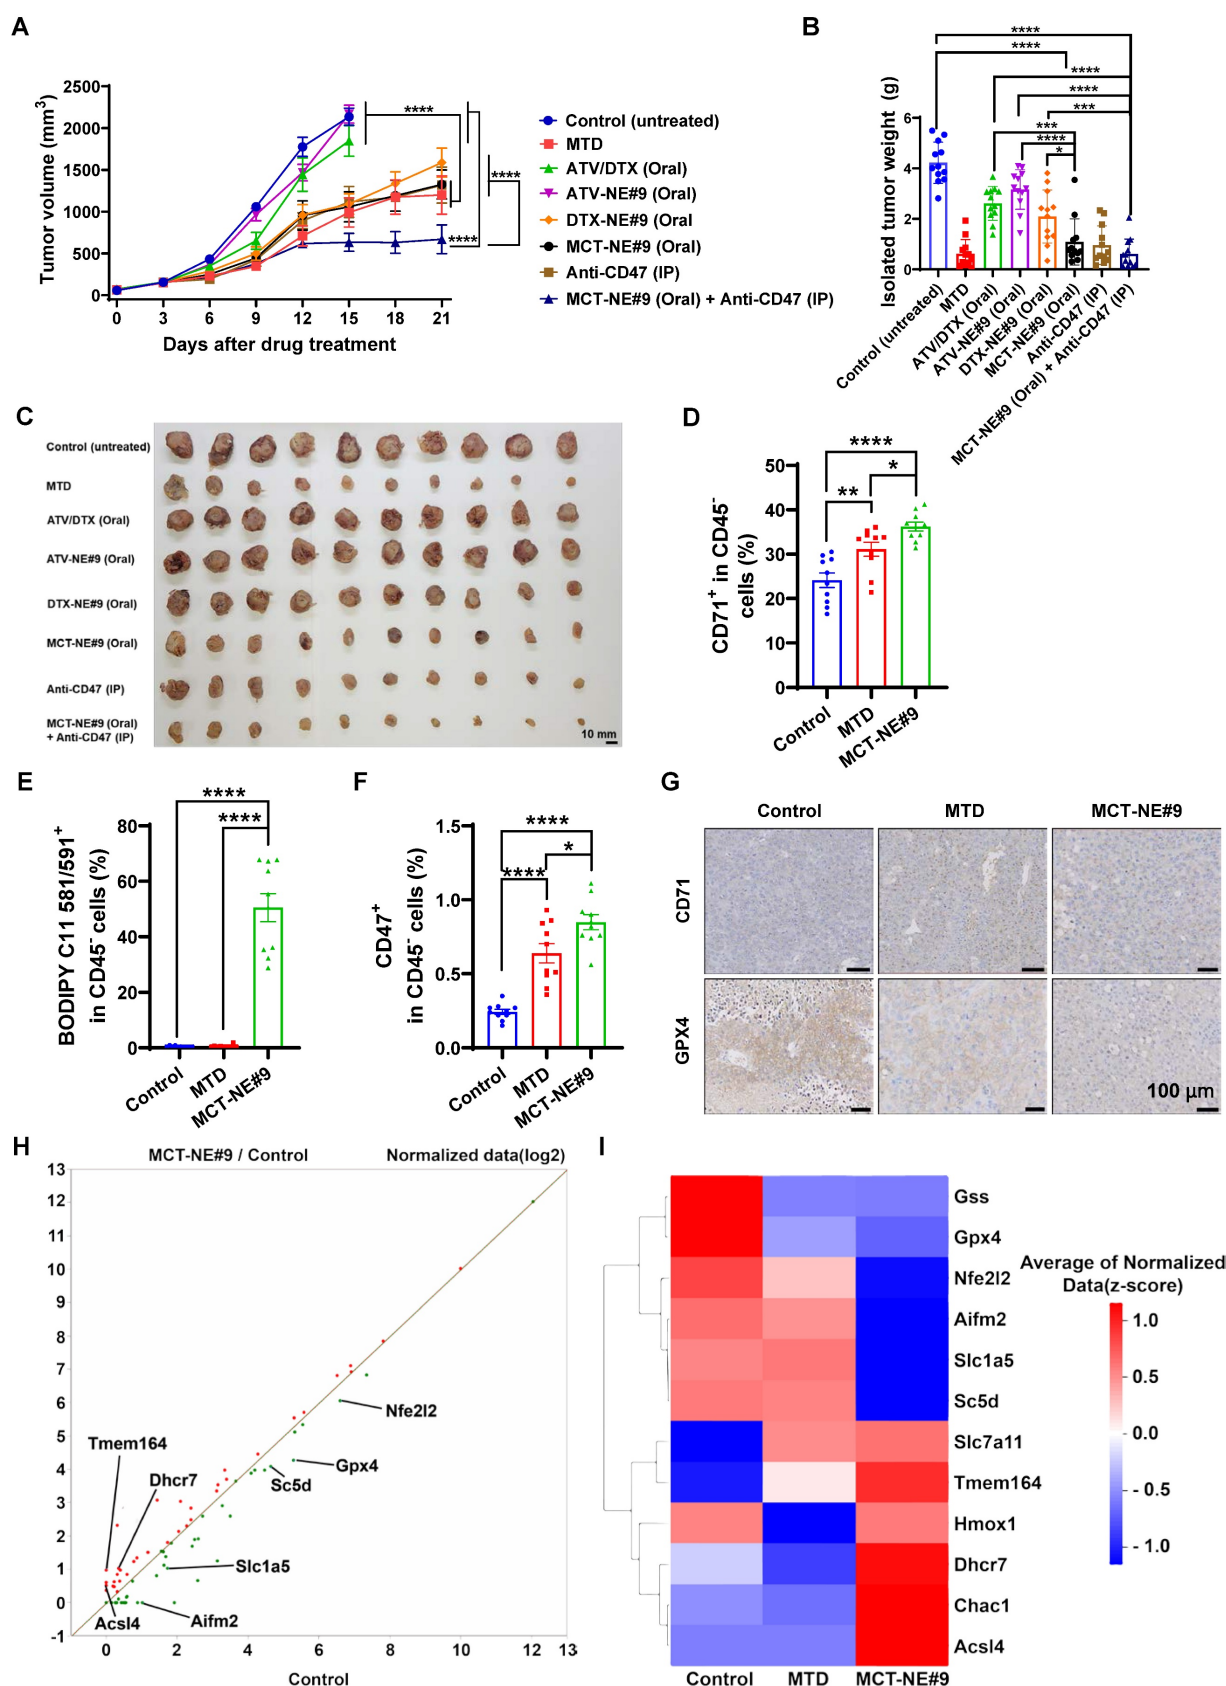 A
Tumor volume (mm³)
2500
2000
1500
1000
500
0
0 3 6 9 12 15 18 21
Days after drug treatment
****
****
****
Control (untreated)
MTD
ATV/DTX (Oral)
ATV-NE#9 (Oral)
DTX-NE#9 (Oral
MCT-NE#9 (Oral)
Anti-CD47 (IP)
MCT-NE#9 (Oral) + Anti-CD47 (IP)
B
Isolated tumor weight (g)
6
4
2
0
****
****
****
****
***
***
****
*
Control (untreated)
MTD
ATV/DTX (Oral)
ATV-NE#9 (Oral)
DTX-NE#9 (Oral)
MCT-NE#9 (Oral)
Anti-CD47 (IP)
MCT-NE#9 (Oral) + Anti-CD47 (IP)
C
Control (untreated)
MTD
ATV/DTX (Oral)
ATV-NE#9 (Oral)
DTX-NE#9 (Oral)
MCT-NE#9 (Oral)
Anti-CD47 (IP)
MCT-NE#9 (Oral)
+ Anti-CD47 (IP)
10 mm
D
CD71⁺ in CD45⁻
cells (%)
50
40
30
20
10
0
****
*
**
Control
MTD
MCT-NE#9
E
BODIPY C11 581/591⁺
in CD45⁻ cells (%)
80
60
40
20
0
****
****
Control
MTD
MCT-NE#9
F
CD47⁺
in CD45⁻ cells (%)
1.5
1.0
0.5
0.0
****
*
****
Control
MTD
MCT-NE#9
G
Control MTD MCT-NE#9
CD71
GPX4
100 µm
H
MCT-NE#9 / Control Normalized data(log2)
13
12
11
10
9
8
7
6
5
4
3
2
1
0
-1
0 2 4 6 8 10 12 13
Control
Nfe2l2
Tmem164
Gpx4
Dhcr7
Sc5d
Slc1a5
Acsl4
Aifm2
I
Gss
Gpx4
Nfe2l2
Aifm2
Slc1a5
Sc5d
Slc7a11
Tmem164
Hmox1
Dhcr7
Chac1
Acsl4
Control MTD MCT-NE#9
Average of Normalized
Data(z-score)
1.0
0.5
0.0
- 0.5
- 1.0